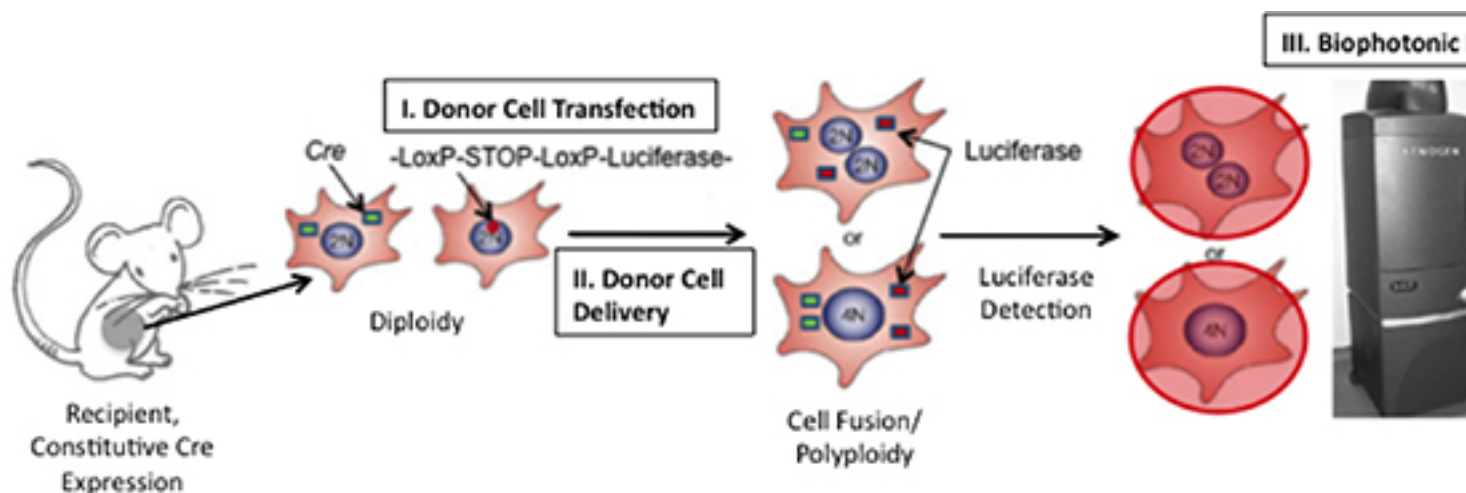 III. Biophotonic
I. Donor Cell Transfection
Cre
-LoxP-STOP-LoxP-Luciferase-
2N
2N
Diploidy
II. Donor Cell
Delivery
2N
2N
Luciferase
or
4N
Cell Fusion/
Polyploidy
Luciferase
Detection
2N
2N
or
4N
Recipient,
Constitutive Cre
Expression